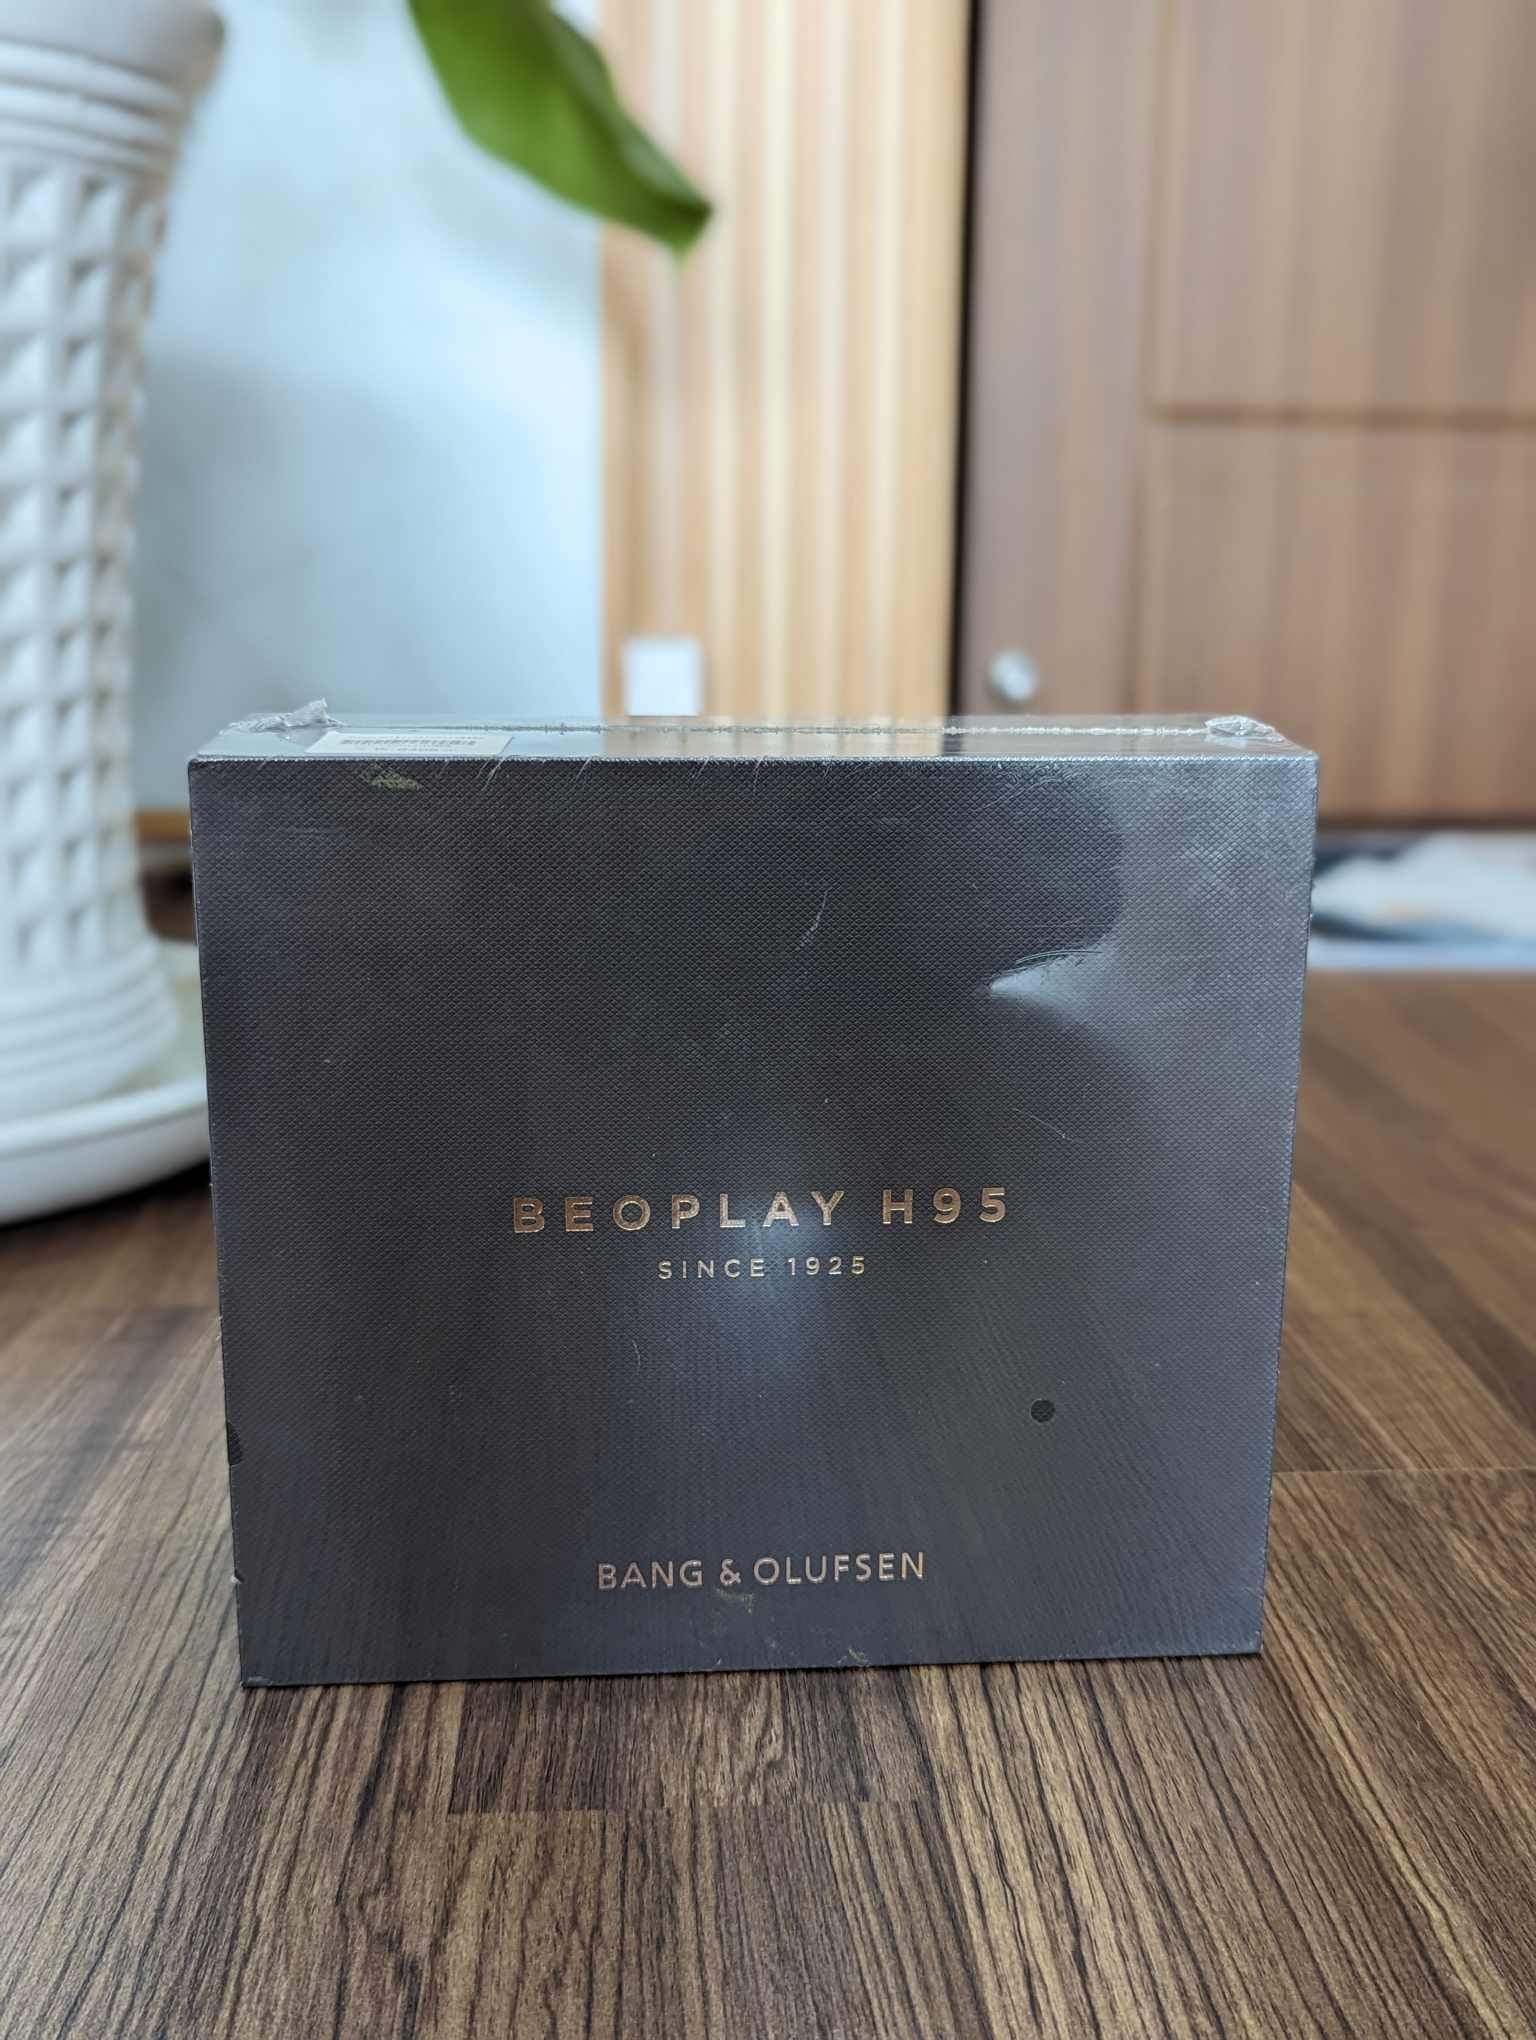 BEOPLAY H95
SINCE 1925
BANG & OLUFSEN